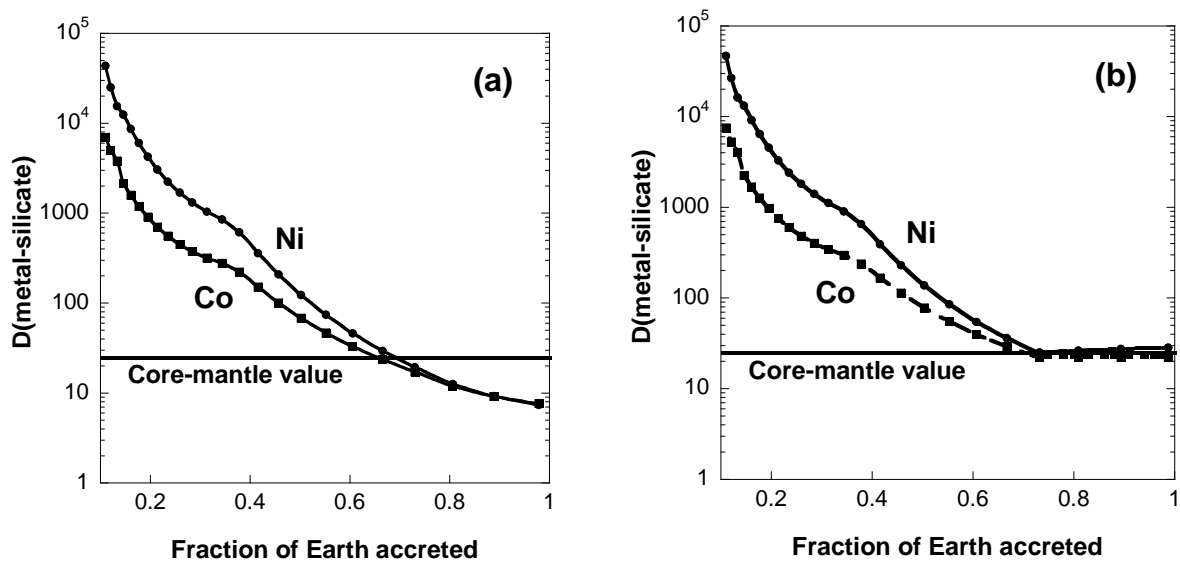 10^5
10^4
1000
100
10
1
D(metal-silicate)
(a)
Ni
Co
Core-mantle value
0.2 0.4 0.6 0.8 1
Fraction of Earth accreted
10^5
10^4
1000
100
10
1
D(metal-silicate)
(b)
Ni
Co
Core-mantle value
0.2 0.4 0.6 0.8 1
Fraction of Earth accreted